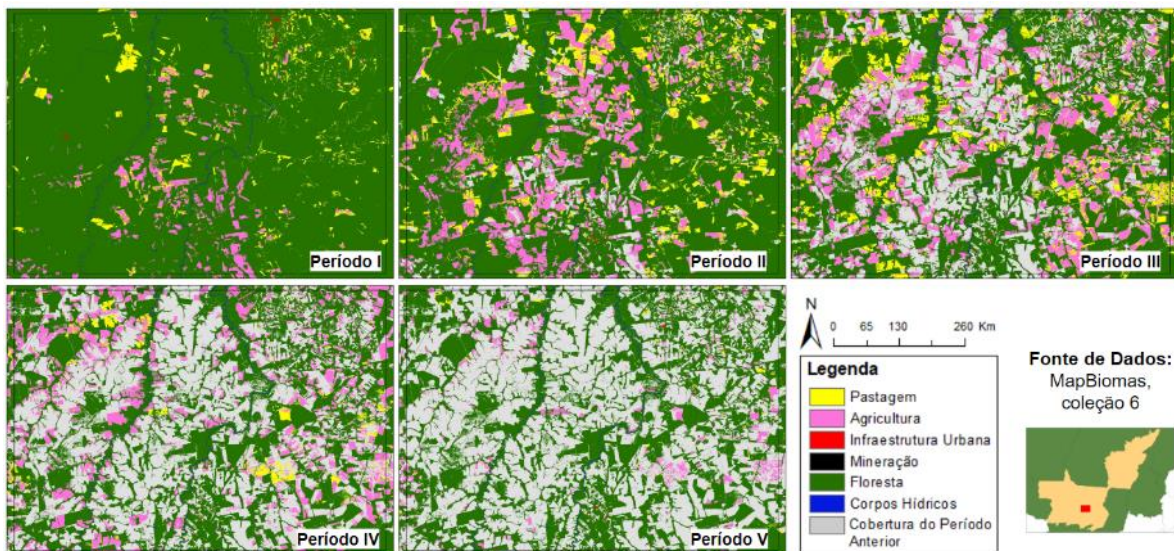 Período I
Período II
Período III
Período IV
Período V
N
0 65 130 260 Km
Legenda
Pastagem
Agricultura
Infraestrutura Urbana
Mineração
Floresta
Corpos Hídricos
Cobertura do Período
Anterior
Fonte de Dados:
MapBiomas,
coleção 6